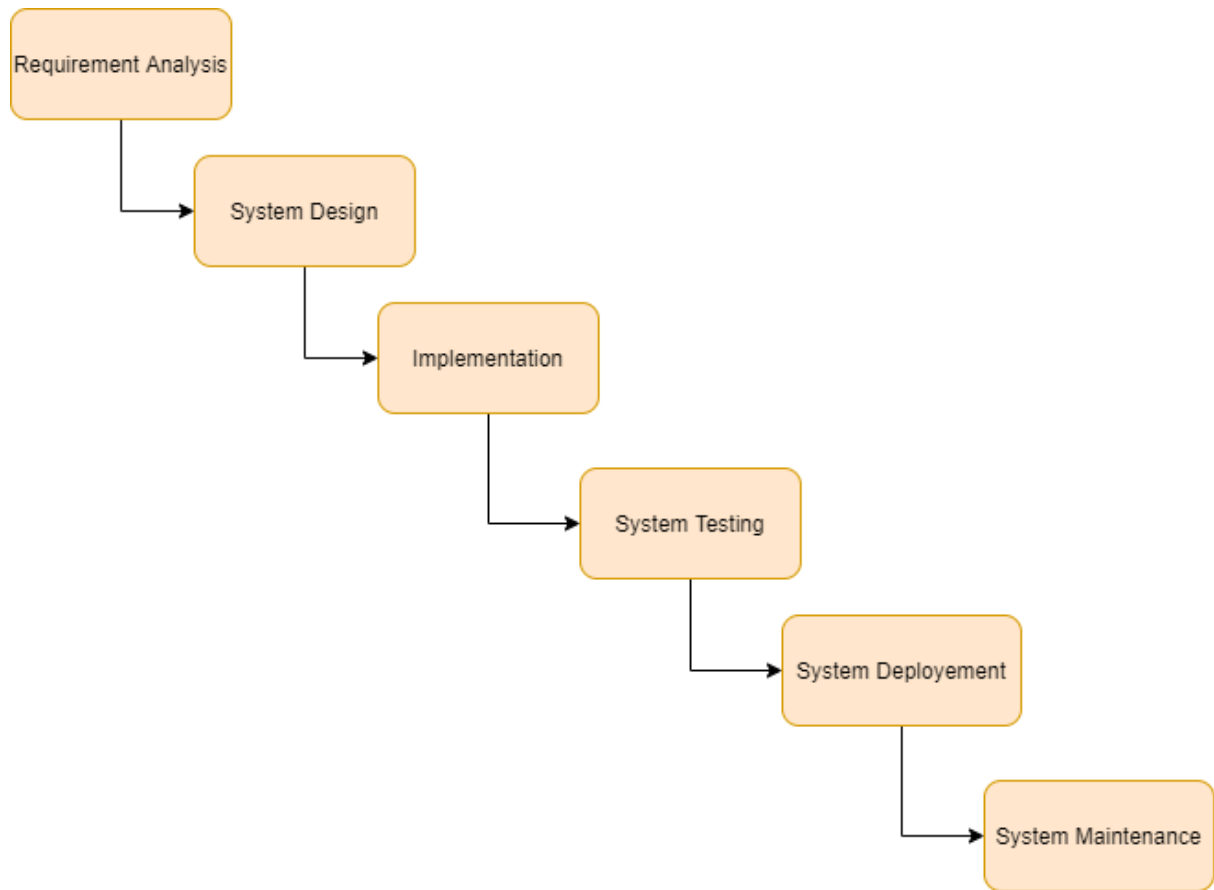 Requirement Analysis
System Design
Implementation
System Testing
System Deployement
System Maintenance